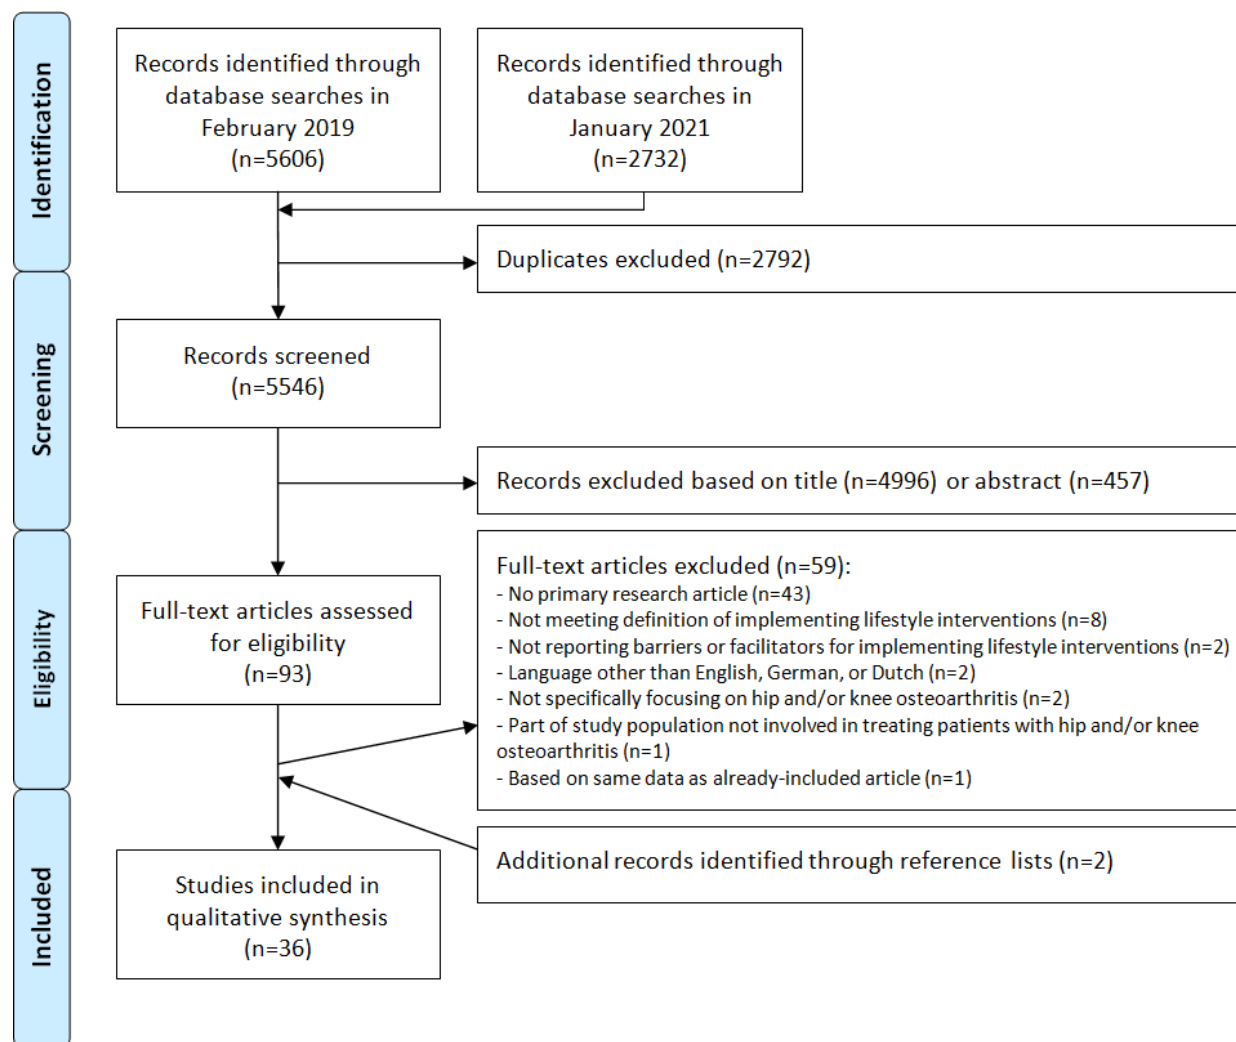 Identification
Records identified through
database searches in
February 2019
(n=5606)
Records identified through
database searches in
January 2021
(n=2732)
Duplicates excluded (n=2792)
Screening
Records screened
(n=5546)
Records excluded based on title (n=4996) or abstract (n=457)
Eligibility
Full-text articles assessed
for eligibility
(n=93)
Full-text articles excluded (n=59):
- No primary research article (n=43)
- Not meeting definition of implementing lifestyle interventions (n=8)
- Not reporting barriers or facilitators for implementing lifestyle interventions (n=2)
- Language other than English, German, or Dutch (n=2)
- Not specifically focusing on hip and/or knee osteoarthritis (n=2)
- Part of study population not involved in treating patients with hip and/or knee
osteoarthritis (n=1)
- Based on same data as already-included article (n=1)
Included
Additional records identified through reference lists (n=2)
Studies included in
qualitative synthesis
(n=36)